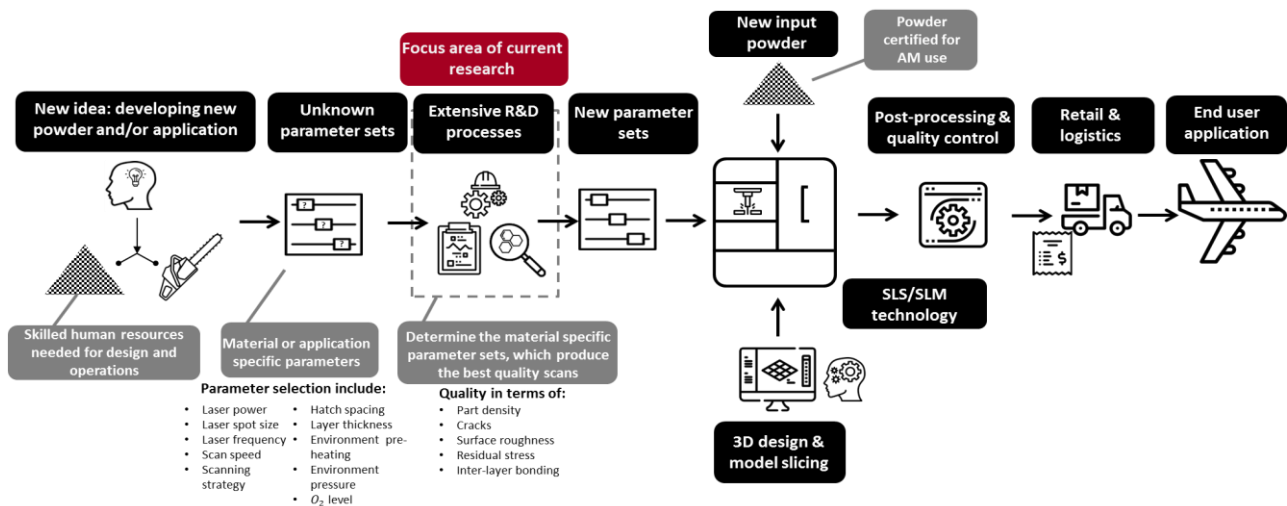 Focus area of current
research
New input
powder
Powder
certified for
AM use
New idea: developing new
powder and/or application
Unknown
parameter sets
Extensive R&D
processes
New parameter
sets
Post-processing &
quality control
Retail &
logistics
End user
application
?
?
?
$
SLS/SLM
technology
Skilled human resources
needed for design and
operations
Material or application
specific parameters
Determine the material specific
parameter sets, which produce
the best quality scans
Parameter selection include:
• Laser power
• Laser spot size
• Laser frequency
• Scan speed
• Scanning
strategy
• Hatch spacing
• Layer thickness
• Environment pre-
heating
• Environment
pressure
• O₂ level
Quality in terms of:
• Part density
• Cracks
• Surface roughness
• Residual stress
• Inter-layer bonding
3D design &
model slicing